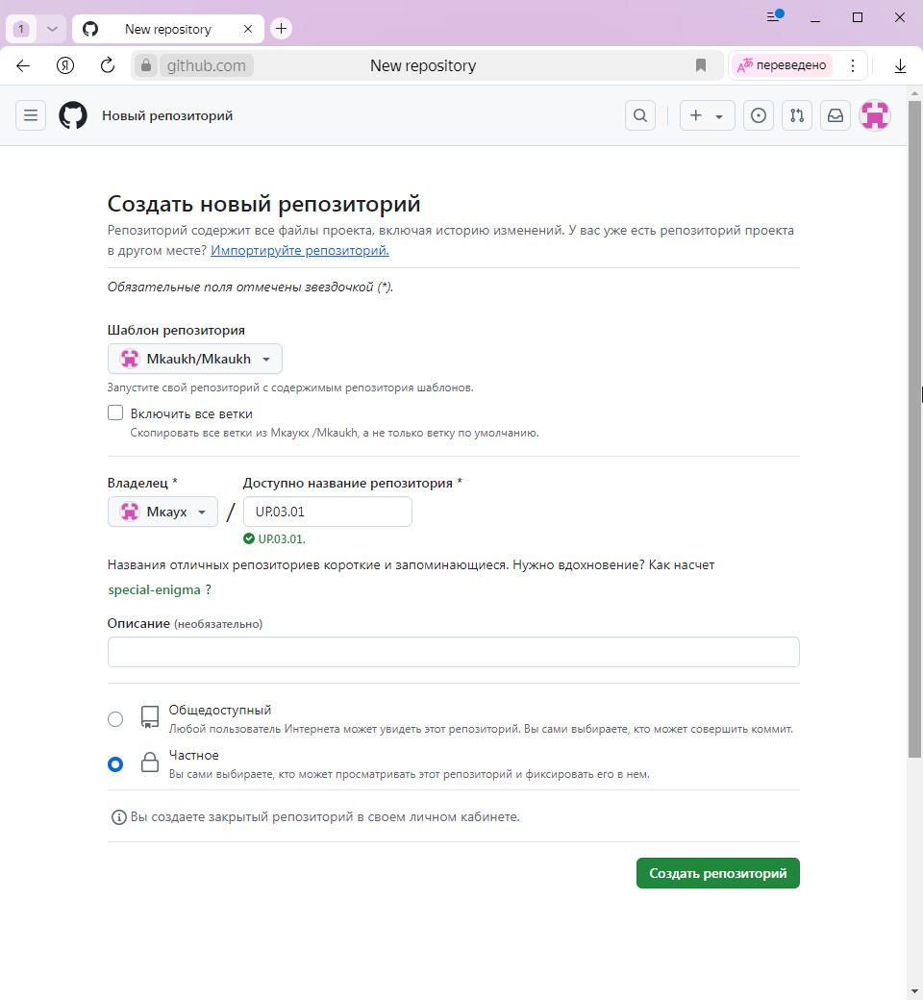 1
New repository
github.com
New repository
переведено
Новый репозиторий
Создать новый репозиторий
Репозиторий содержит все файлы проекта, включая историю изменений. У вас уже есть репозиторий проекта
в другом месте? Импортируйте репозиторий.
Обязательные поля отмечены звездочкой (*).
Шаблон репозитория
Mkaukh/Mkaukh
Запустите свой репозиторий с содержимым репозитория шаблонов.
Включить все ветки
Скопировать все ветки из Мкаукх /Mkaukh, а не только ветку по умолчанию.
Владелец *
Доступно название репозитория *
Мкаух
/
UP.03.01
UP.03.01.
Названия отличных репозиториев короткие и запоминающиеся. Нужно вдохновение? Как насчет
special-enigma ?
Описание (необязательно)
Общедоступный
Любой пользователь Интернета может увидеть этот репозиторий. Вы сами выбираете, кто может совершить коммит.
Частное
Вы сами выбираете, кто может просматривать этот репозиторий и фиксировать его в нем.
Вы создаете закрытый репозиторий в своем личном кабинете.
Создать репозиторий